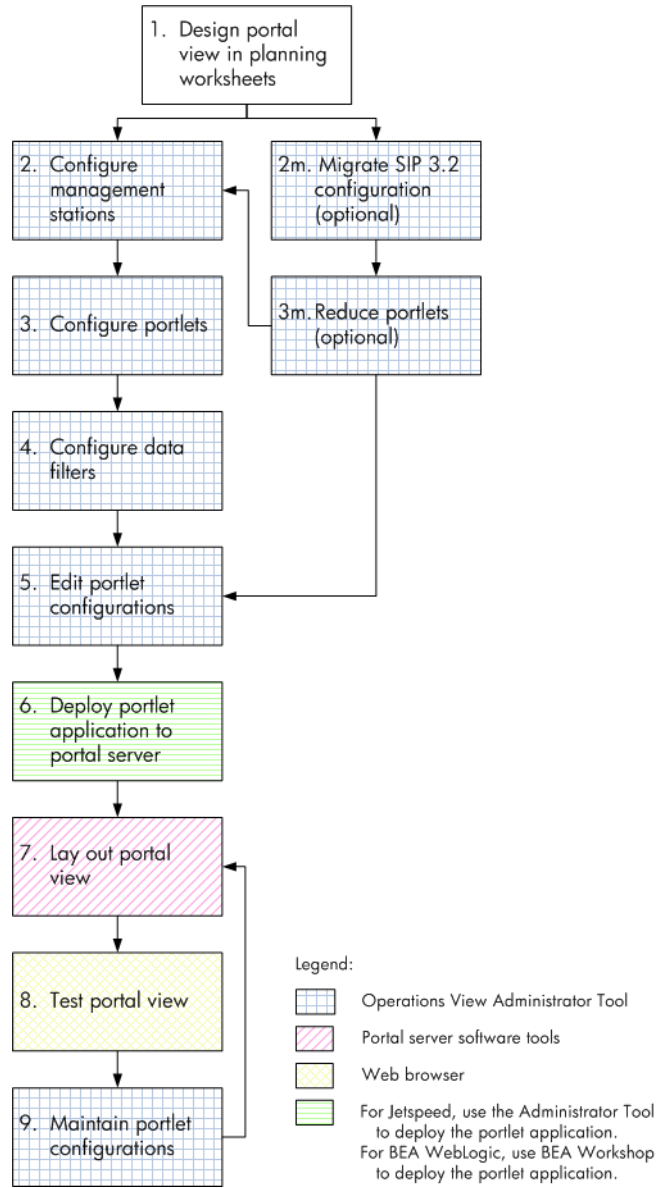 1. Design portal
view in planning
worksheets
2. Configure
management
stations
2m. Migrate SIP 3.2
configuration
(optional)
3. Configure portlets
3m. Reduce portlets
(optional)
4. Configure data
filters
5. Edit portlet
configurations
6. Deploy portlet
application to
portal server
7. Lay out portal
view
8. Test portal view
9. Maintain portlet
configurations
Legend:
Operations View Administrator Tool
Portal server software tools
Web browser
For Jetspeed, use the Administrator Tool
to deploy the portlet application.
For BEA WebLogic, use BEA Workshop
to deploy the portlet application.